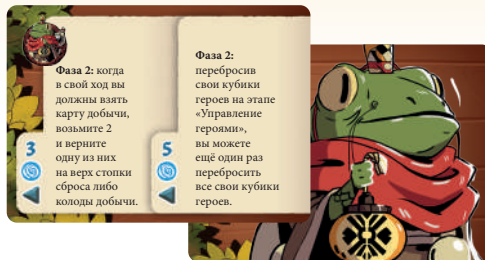 Фаза 2: когда
в свой ход вы
должны взять
карту добычи,
возьмите 2
и верните
одну из них
на верх стопки
сброса либо
колоды добычи.
3
Фаза 2:
перебросив
свои кубики
героев на этапе
«Управление
героями»,
вы можете
ещё один раз
перебросить
все свои кубики
героев.
5